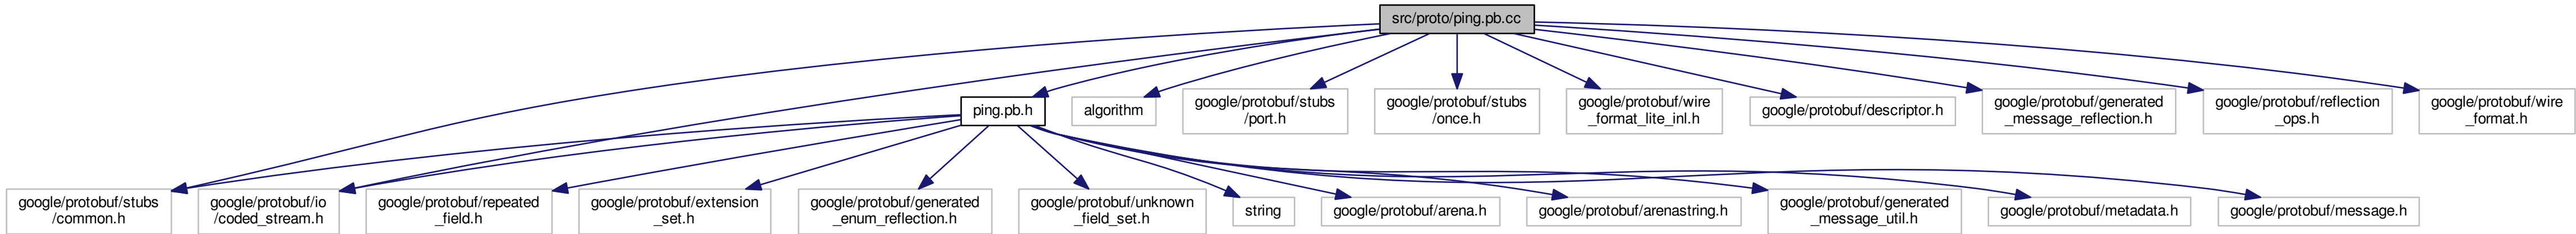 src/proto/ping.pb.cc
ping.pb.h
algorithm
google/protobuf/stubs
/port.h
google/protobuf/stubs
/once.h
google/protobuf/wire
_format_lite_inl.h
google/protobuf/descriptor.h
google/protobuf/generated
_message_reflection.h
google/protobuf/reflection
_ops.h
google/protobuf/wire
_format.h
google/protobuf/stubs
/common.h
google/protobuf/io
/coded_stream.h
google/protobuf/repeated
_field.h
google/protobuf/extension
_set.h
google/protobuf/generated
_enum_reflection.h
google/protobuf/unknown
_field_set.h
string
google/protobuf/arena.h
google/protobuf/arenastring.h
google/protobuf/generated
_message_util.h
google/protobuf/metadata.h
google/protobuf/message.h